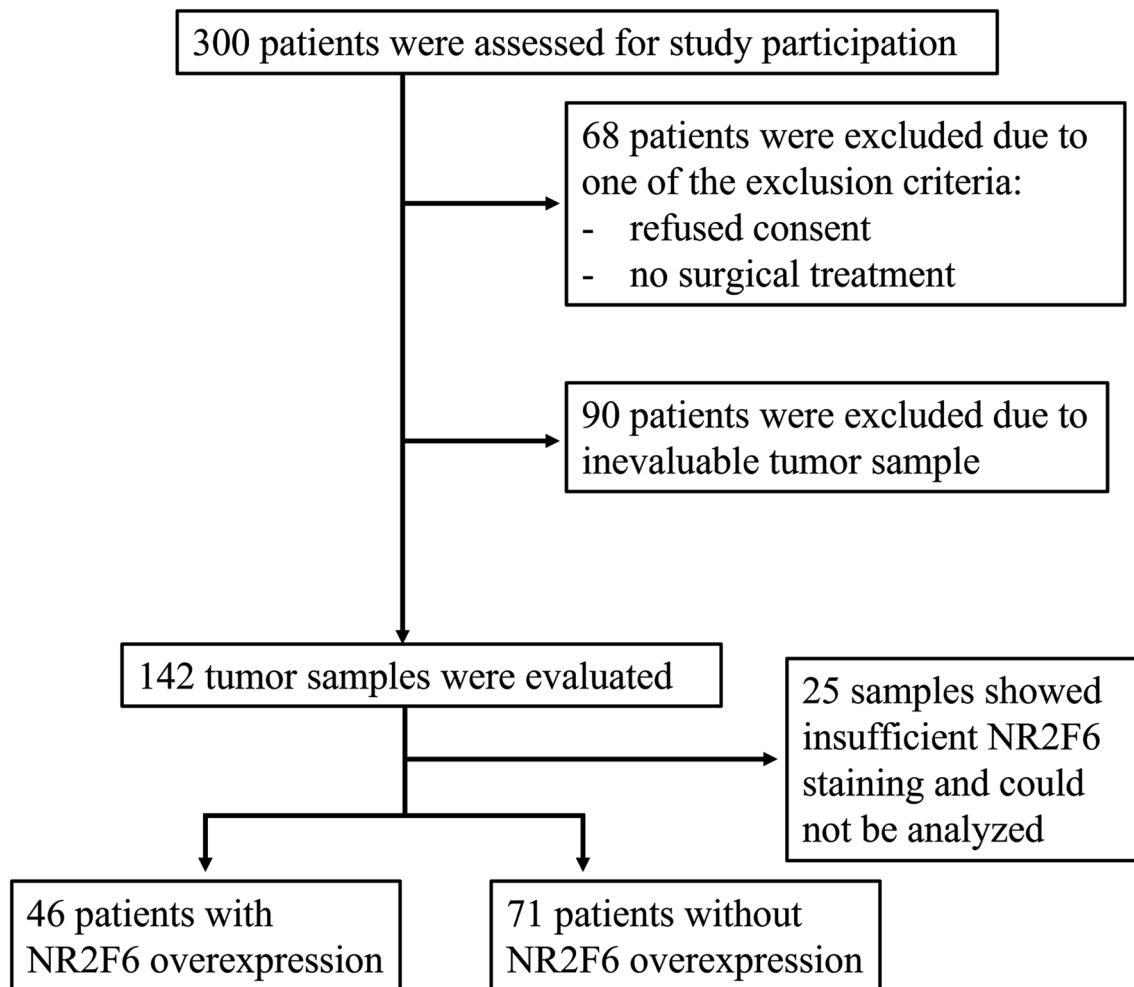 300 patients were assessed for study participation
68 patients were excluded due to
one of the exclusion criteria:
- refused consent
- no surgical treatment
90 patients were excluded due to
inevaluable tumor sample
142 tumor samples were evaluated
25 samples showed
insufficient NR2F6
staining and could
not be analyzed
46 patients with
NR2F6 overexpression
71 patients without
NR2F6 overexpression